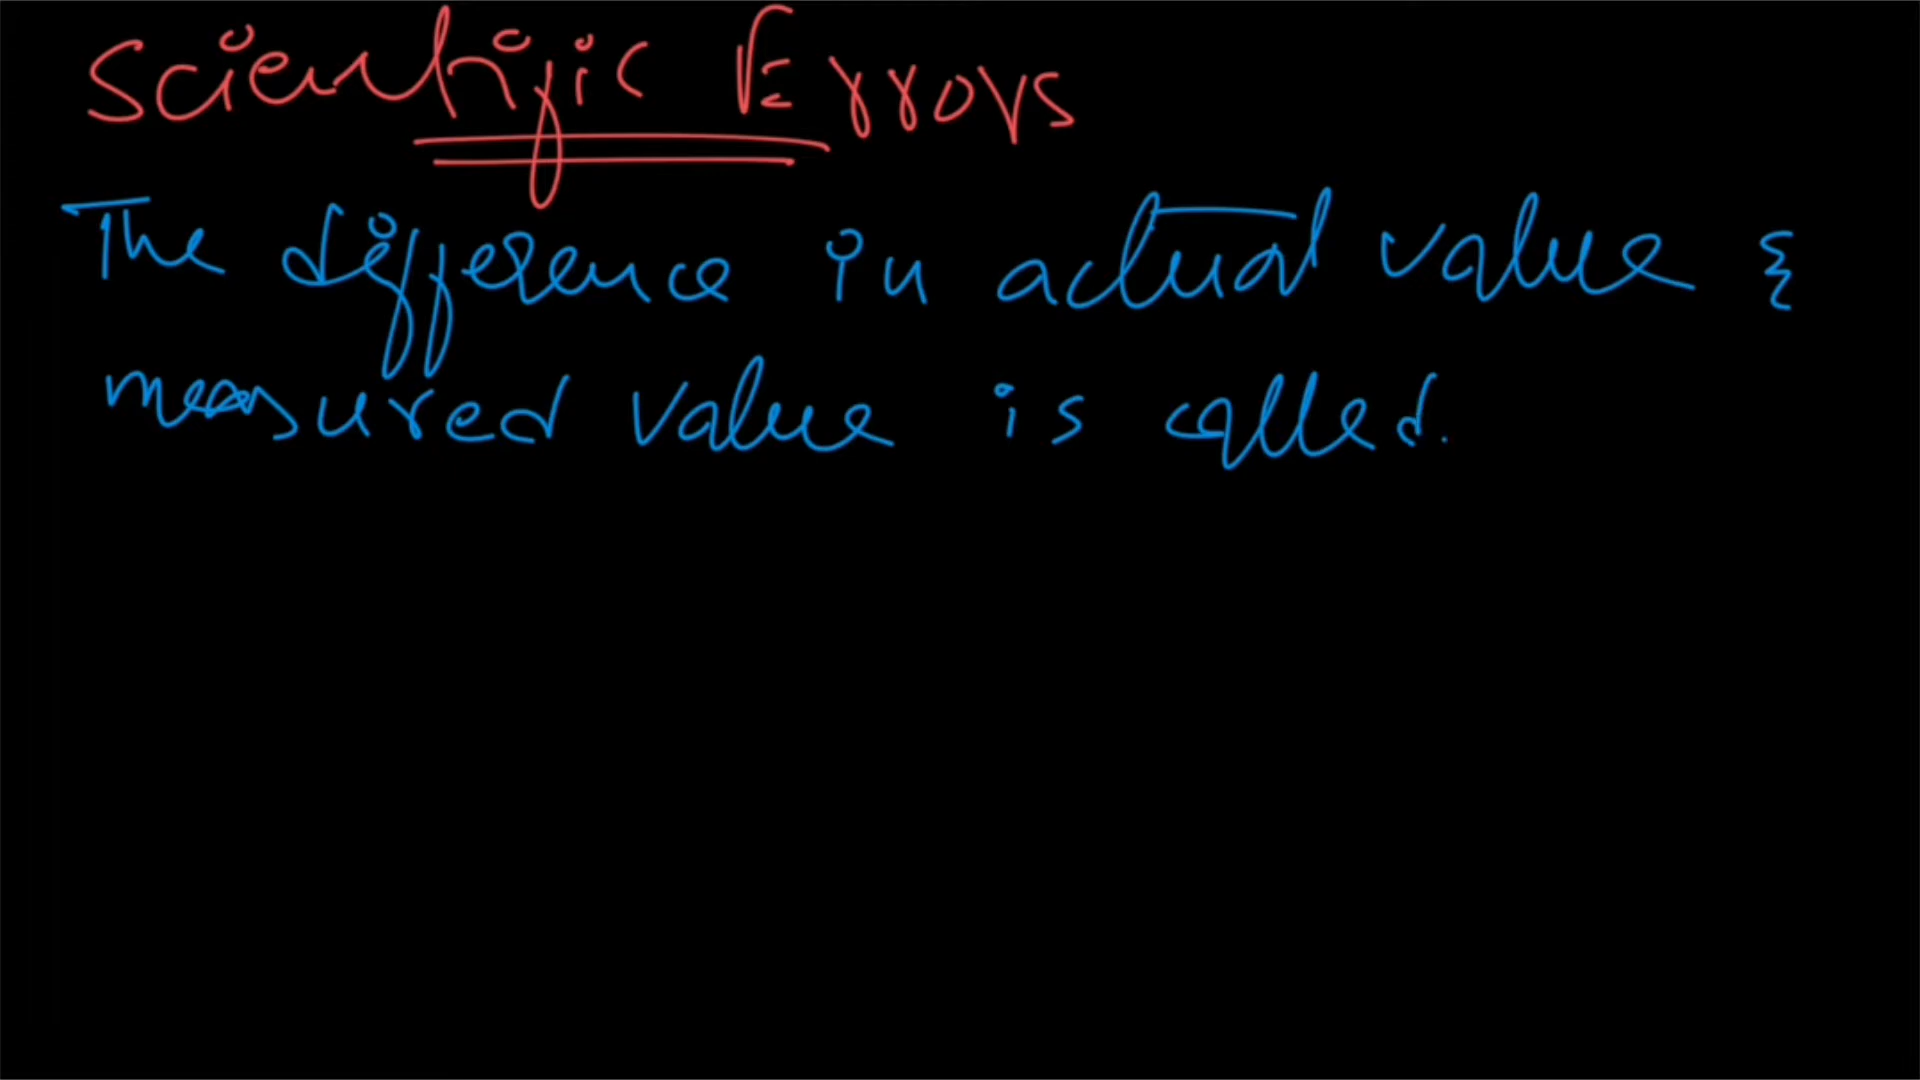 Scientific Errors
The difference in actual value &
measured value is called.